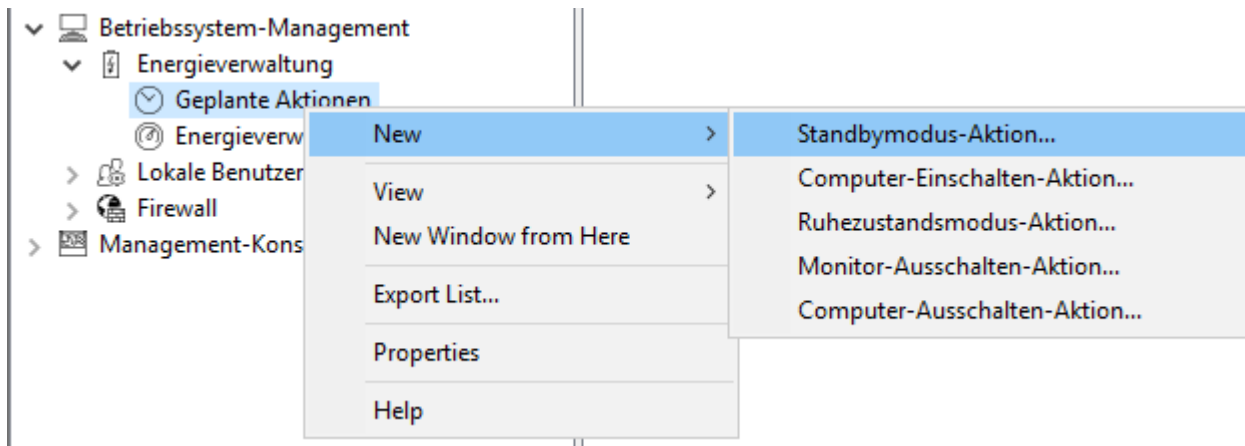 Betriebssystem-Management
Energieverwaltung
Geplante Aktionen
Energieverw
Lokale Benutzer
Firewall
Management-Kons
New
View
New Window from Here
Export List...
Properties
Help
Standbymodus-Aktion...
Computer-Einschalten-Aktion...
Ruhezustandsmodus-Aktion...
Monitor-Ausschalten-Aktion...
Computer-Ausschalten-Aktion...